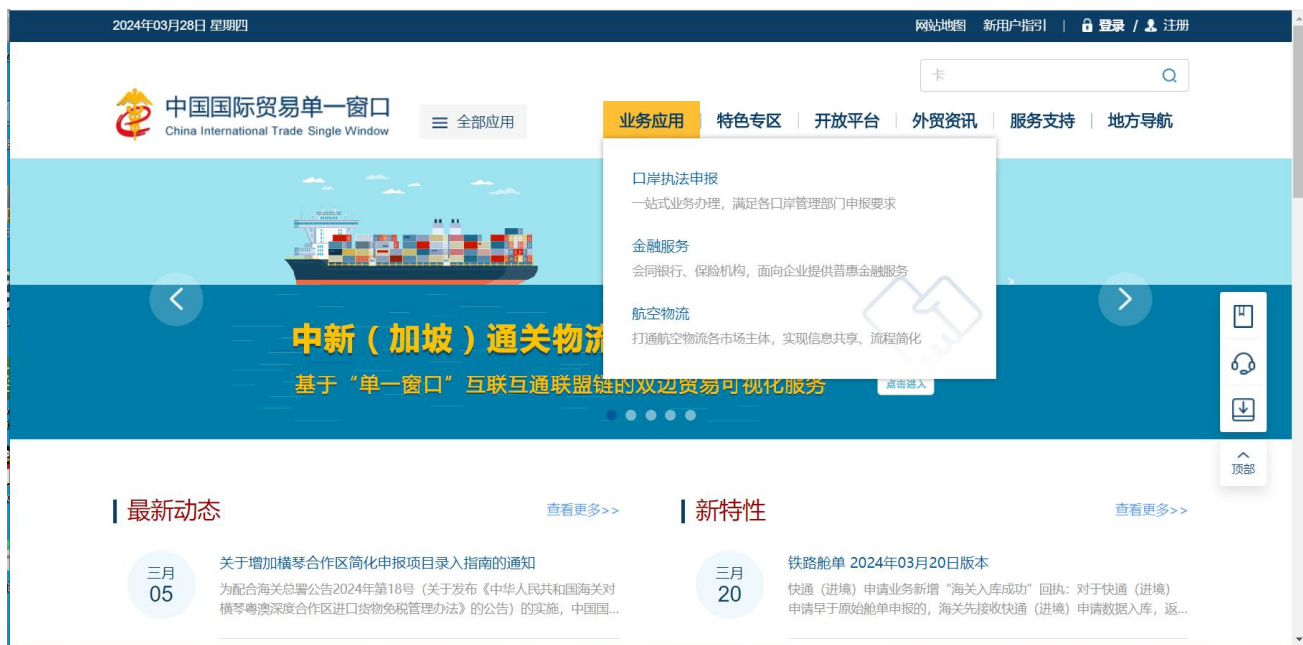 2024年03月28日 星期四
网站地图 新用户指引 | 登录 / 注册
卡
中国国际贸易单一窗口
China International Trade Single Window
全部应用
业务应用 特色专区 开放平台 外贸资讯 服务支持 地方导航
口岸执法申报
一站式业务办理，满足各口岸管理部门申报要求
金融服务
会同银行、保险机构，面向企业提供普惠金融服务
航空物流
打通航空物流各市场主体，实现信息共享、流程简化
中新（加坡）通关物流
基于“单一窗口”互联互通联盟链的双边贸易可视化服务
点击进入
顶部
最新动态
查看更多>>
三月
05
关于增加横琴合作区简化申报项目录入指南的通知
为配合海关总署公告2024年第18号（关于发布《中华人民共和国海关对
横琴粤澳深度合作区进口货物免税管理办法》的公告）的实施，中国国...
新特性
查看更多>>
三月
20
铁路舱单 2024年03月20日版本
快通（进境）申请业务新增“海关入库成功”回执：对于快通（进境）
申请早于原始舱单申报的，海关先接收快通（进境）申请数据入库，返...